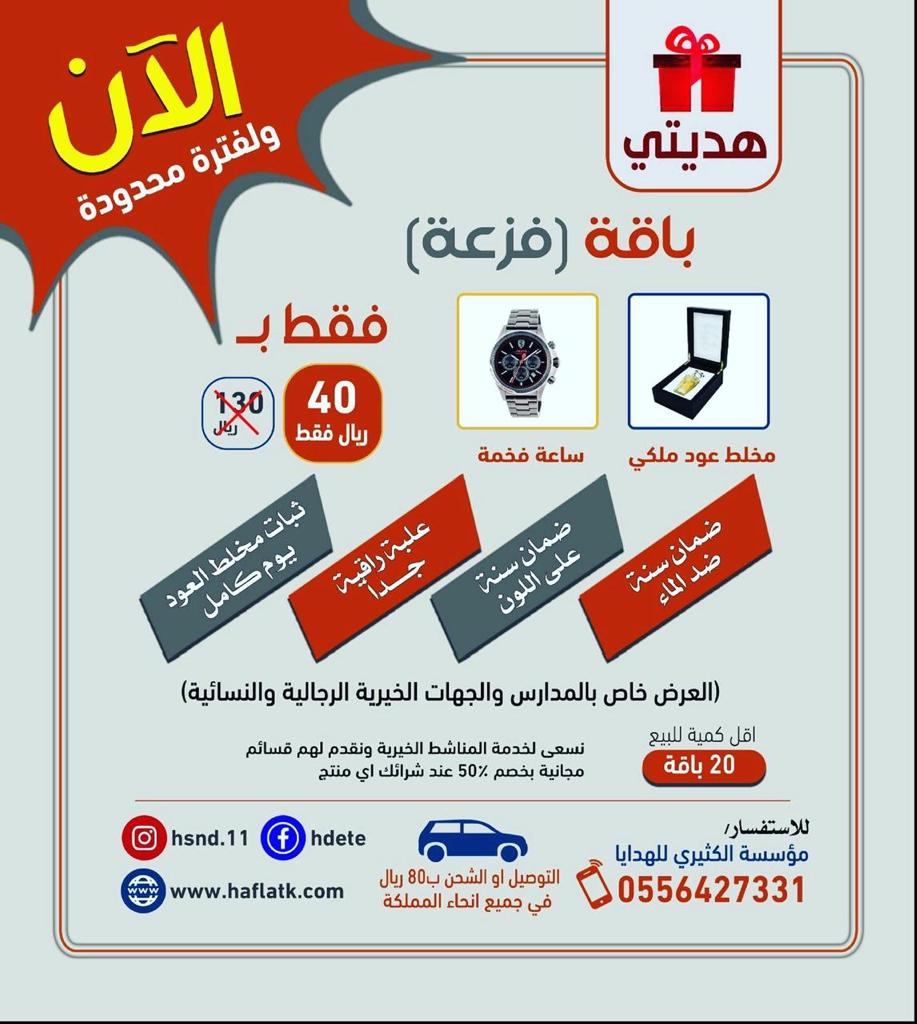 الآن
ولفترة محدودة
هديتي
باقة (فزعة)
فقط بـ
40
ريال فقط
130
ريال
مخلط عود ملكي
ساعة فخمة
ضمان سنة
ضد الماء
ضمان سنة
على اللون
علبة راقية
جدا
ثبات مخلط العود
يوم كامل
(العرض خاص بالمدارس والجهات الخيرية الرجالية والنسائية)
اقل كمية للبيع
20 باقة
نسعى لخدمة المناشط الخيرية ونقدم لهم قسائم
مجانية بخصم 50٪ عند شرائك اي منتج
للاستفسار/
مؤسسة الكثيري للهدايا
0556427331
التوصيل او الشحن ب80 ريال
في جميع انحاء المملكة
hdete
hsnd.11
www.haflatk.com